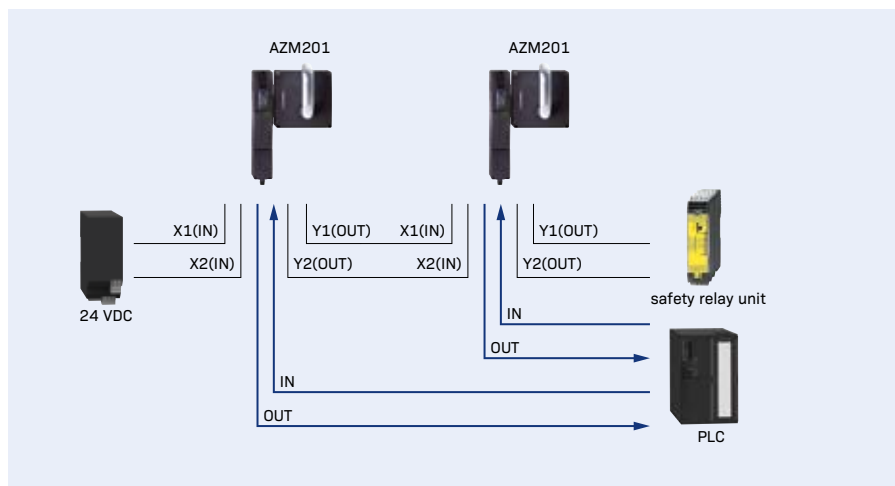 AZM201
AZM201
X1(IN)
Y1(OUT)
X1(IN)
Y1(OUT)
X2(IN)
Y2(OUT)
X2(IN)
Y2(OUT)
safety relay unit
24 VDC
IN
OUT
IN
OUT
PLC